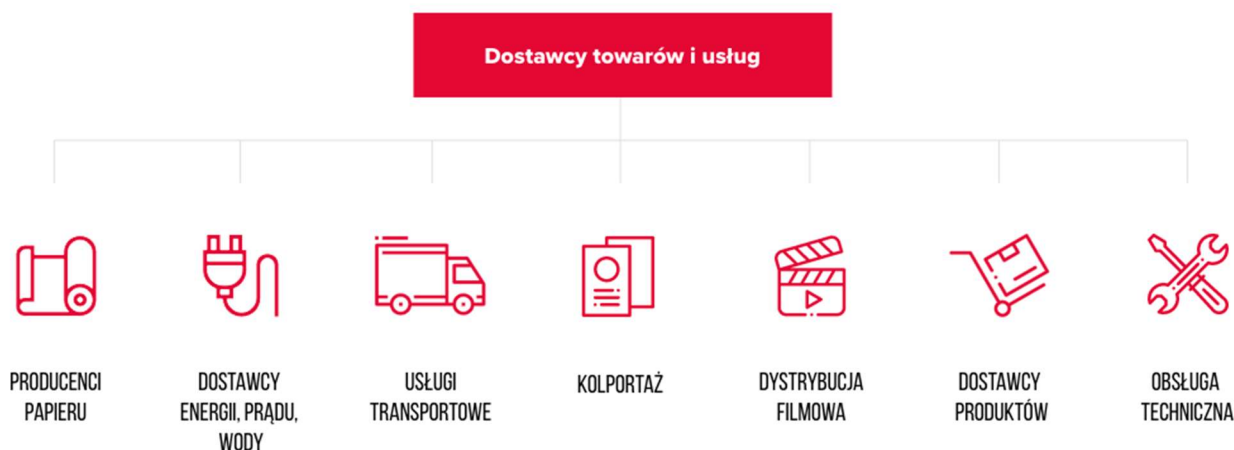 Dostawcy towarów i usług
PRODUCENCI
PAPIERU
DOSTAWCY
ENERGII, PRĄDU,
WODY
USŁUGI
TRANSPORTOWE
KOLPORTAŻ
DYSTRYBUCJA
FILMOWA
DOSTAWCY
PRODUKTÓW
OBSŁUGA
TECHNICZNA